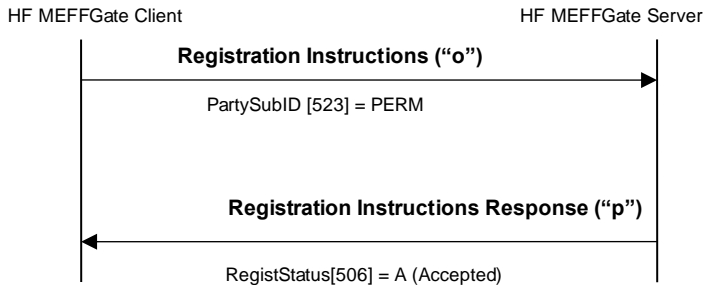 HF MEFFGate Client
HF MEFFGate Server
Registration Instructions (“o”)
PartySubID [523] = PERM
Registration Instructions Response (“p”)
RegistStatus[506] = A (Accepted)